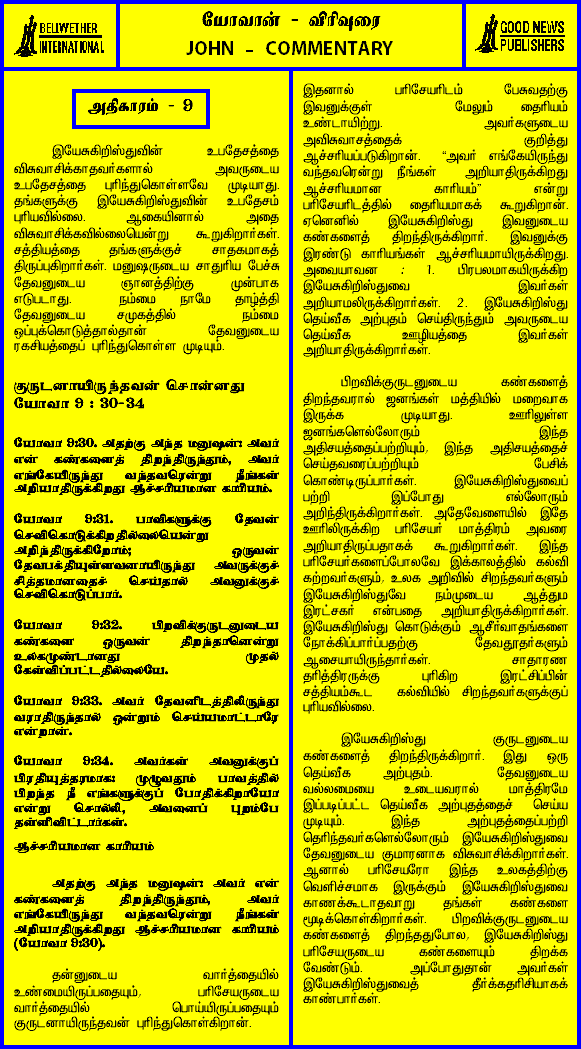 BELWETHER
INTERNATIONAL
யோவான் - விரிவுரை
JOHN - COMMENTARY
GOOD NEWS
PUBLISHERS
அதிகாரம் - 9
இயேசுகிறிஸ்துவின் உபதேசத்தை
விசுவாசிக்காதவர்களால் அவருடைய
உபதேசத்தை புரிந்துகொள்ளவே முடியாது.
தங்களுக்கு இயேசுகிறிஸ்துவின் உபதேசம்
புரியவில்லை. ஆகையினால் அதை
விசுவாசிக்கவில்லையென்று கூறுகிறார்கள்.
சத்தியத்தை தங்களுக்குச் சாதகமாகத்
திருப்புகிறார்கள். மனுஷருடைய சாதுரிய பேச்சு
தேவனுடைய ஞானத்திற்கு முன்பாக
எடுபடாது. நம்மை நாமே தாழ்த்தி
தேவனுடைய சமுகத்தில் நம்மை
ஒப்புக்கொடுத்தால்தான் தேவனுடைய
ரகசியத்தைப் புரிந்துகொள்ள முடியும்.
குருடனாயிருந்தவன் சொன்னது
யோவா 9 : 30-34
யோவா 9:30. அதற்கு அந்த மனுஷன்: அவர்
என் கண்களைத் திறந்திருந்தும், அவர்
எங்கேயிருந்து வந்தவரென்று நீங்கள்
அறியாதிருக்கிறது ஆச்சரியமான காரியம்.
யோவா 9:31. பாவிகளுக்கு தேவன்
செவிகொடுக்கிறதில்லையென்று
அறிந்திருக்கிறோம்; ஒருவன்
தேவபக்தியுள்ளவனாயிருந்து அவருக்குச்
சித்தமானதைச் செய்தால் அவனுக்குச்
செவிகொடுப்பார்.
யோவா 9:32. பிறவிக்குருடனுடைய
கண்களை ஒருவன் திறந்தானென்று
உலகமுண்டானது முதல்
கேள்விப்பட்டதில்லையே.
யோவா 9:33. அவர் தேவனிடத்திலிருந்து
வராதிருந்தால் ஒன்றும் செய்யமாட்டாரே
என்றான்.
யோவா 9:34. அவர்கள் அவனுக்குப்
பிரதியுத்தரமாக: முழுவதும் பாவத்தில்
பிறந்த நீ எங்களுக்குப் போதிக்கிறாயோ
என்று சொல்லி, அவனைப் புறம்பே
தள்ளிவிட்டார்கள்.
ஆச்சரியமான காரியம்
அதற்கு அந்த மனுஷன்: அவர் என்
கண்களைத் திறந்திருந்தும், அவர்
எங்கேயிருந்து வந்தவரென்று நீங்கள்
அறியாதிருக்கிறது ஆச்சரியமான காரியம்
(யோவா 9:30).
தன்னுடைய வார்த்தையில்
உண்மையிருப்பதையும், பரிசேயருடைய
வார்த்தையில் பொய்யிருப்பதையும்
குருடனாயிருந்தவன் புரிந்துகொள்கிறான்.
இதனால் பரிசேயரிடம் பேசுவதற்கு
இவனுக்குள் மேலும் தைரியம்
உண்டாயிற்று. அவர்களுடைய
அவிசுவாசத்தைக் குறித்து
ஆச்சரியப்படுகிறான். “அவர் எங்கேயிருந்து
வந்தவரென்று நீங்கள் அறியாதிருக்கிறது
ஆச்சரியமான காரியம்” என்று
பரிசேயரிடத்தில் தைரியமாகக் கூறுகிறான்.
ஏனெனில் இயேசுகிறிஸ்து இவனுடைய
கண்களைத் திறந்திருக்கிறார். இவனுக்கு
இரண்டு காரியங்கள் ஆச்சரியமாயிருக்கிறது.
அவையாவன : 1. பிரபலமாகயிருக்கிற
இயேசுகிறிஸ்துவை இவர்கள்
அறியாமலிருக்கிறார்கள். 2. இயேசுகிறிஸ்து
தெய்வீக அற்புதம் செய்திருந்தும் அவருடைய
தெய்வீக ஊழியத்தை இவர்கள்
அறியாதிருக்கிறார்கள்.
பிறவிக்குருடனுடைய கண்களைத்
திறந்தவரால் ஜனங்கள் மத்தியில் மறைவாக
இருக்க முடியாது. ஊரிலுள்ள
ஜனங்களெல்லோரும் இந்த
அதிசயத்தைப்பற்றியும், இந்த அதிசயத்தைச்
செய்தவரைப்பற்றியும் பேசிக்
கொண்டிருப்பார்கள். இயேசுகிறிஸ்துவைப்
பற்றி இப்போது எல்லோரும்
அறிந்திருக்கிறார்கள். அதேவேளையில் இதே
ஊரிலிருக்கிற பரிசேயர் மாத்திரம் அவரை
அறியாதிருப்பதாகக் கூறுகிறார்கள். இந்த
பரிசேயர்களைப்போலவே இக்காலத்தில் கல்வி
கற்றவர்களும், உலக அறிவில் சிறந்தவர்களும்
இயேசுகிறிஸ்துவே நம்முடைய ஆத்தும
இரட்சகர் என்பதை அறியாதிருக்கிறார்கள்.
இயேசுகிறிஸ்து கொடுக்கும் ஆசீர்வாதங்களை
நோக்கிப்பார்ப்பதற்கு தேவதூதர்களும்
ஆசையாயிருந்தார்கள். சாதாரண
தரித்திரருக்கு புரிகிற இரட்சிப்பின்
சத்தியம்கூட கல்வியில் சிறந்தவர்களுக்குப்
புரியவில்லை.
இயேசுகிறிஸ்து குருடனுடைய
கண்களைத் திறந்திருக்கிறார். இது ஒரு
தெய்வீக அற்புதம். தேவனுடைய
வல்லமையை உடையவரால் மாத்திரமே
இப்படிப்பட்ட தெய்வீக அற்புதத்தைச் செய்ய
முடியும். இந்த அற்புதத்தைப்பற்றி
தெரிந்தவர்களெல்லோரும் இயேசுகிறிஸ்துவை
தேவனுடைய குமாரனாக விசுவாசிக்கிறார்கள்.
ஆனால் பரிசேயரோ இந்த உலகத்திற்கு
வெளிச்சமாக இருக்கும் இயேசுகிறிஸ்துவை
காணக்கூடாதவாறு தங்கள் கண்களை
மூடிக்கொள்கிறார்கள். பிறவிக்குருடனுடைய
கண்களைத் திறந்ததுபோல, இயேசுகிறிஸ்து
பரிசேயருடைய கண்களையும் திறக்க
வேண்டும். அப்போதுதான் அவர்கள்
இயேசுகிறிஸ்துவைத் தீர்க்கதரிசியாகக்
காண்பார்கள்.